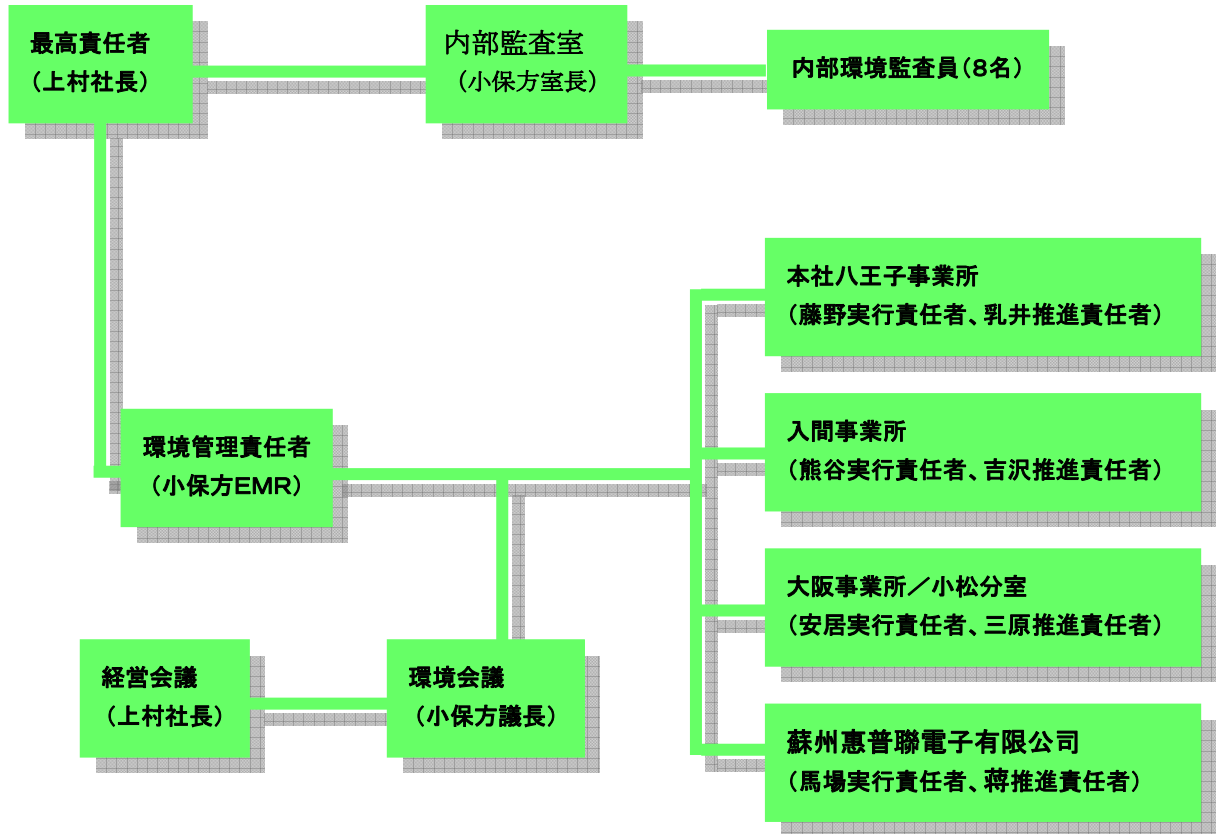 最高責任者
（上村社長）
内部監査室
（小保方室長）
内部環境監査員（8名）
本社八王子事業所
（藤野実行責任者、乳井推進責任者）
入間事業所
（熊谷実行責任者、吉沢推進責任者）
環境管理責任者
（小保方EMR）
大阪事業所／小松分室
（安居実行責任者、三原推進責任者）
経営会議
（上村社長）
環境会議
（小保方議長）
蘇州惠普聯電子有限公司
（馬場実行責任者、蒋推進責任者）